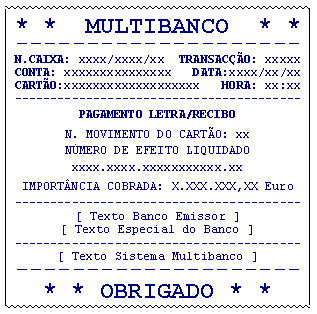 * * MULTIBANCO * *
N.CAIXA: xxxx/xxxx/xx TRANSACÇÃO: xxxxx
CONTA: xxxxxxxxxxxxxxx DATA:xxxx/xx/xx
CARTÃO:xxxxxxxxxxxxxxxxxxx HORA: xx:xx
PAGAMENTO LETRA/RECIBO
N. MOVIMENTO DO CARTÃO: xx
NÚMERO DE EFEITO LIQUIDADO
xxxx.xxxx.xxxxxxxxxxx.xx
IMPORTÂNCIA COBRADA: X.XXX.XXX,XX Euro
[ Texto Banco Emissor ]
[ Texto Especial do Banco ]
[ Texto Sistema Multibanco ]
* * OBRIGADO * *